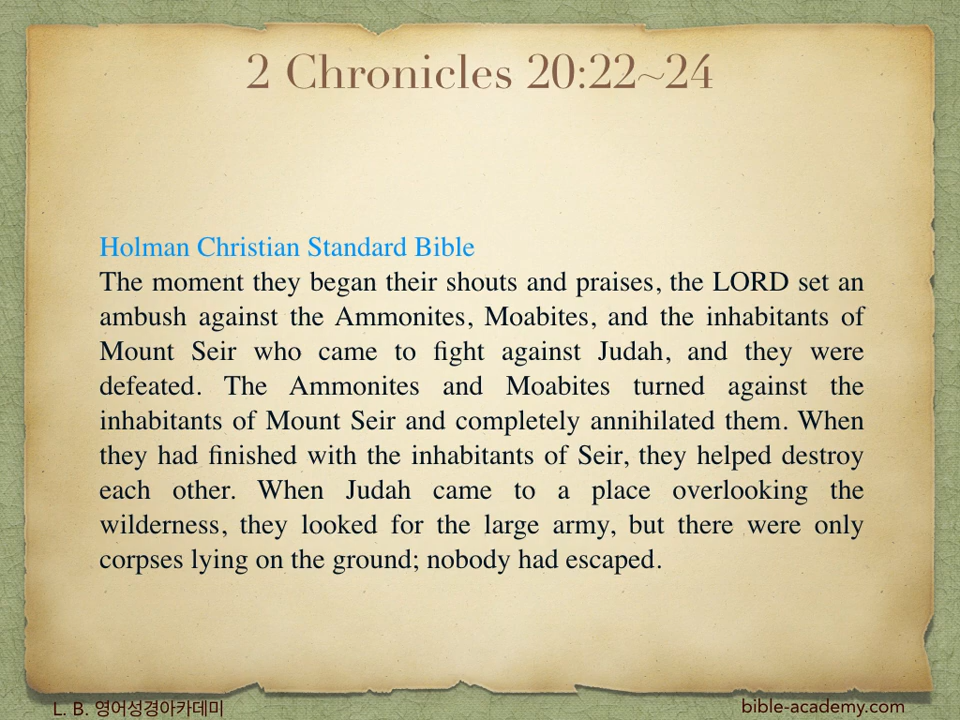 2 Chronicles 20:22~24
Holman Christian Standard Bible
The moment they began their shouts and praises, the LORD set an
ambush against the Ammonites, Moabites, and the inhabitants of
Mount Seir who came to fight against Judah, and they were
defeated. The Ammonites and Moabites turned against the
inhabitants of Mount Seir and completely annihilated them. When
they had finished with the inhabitants of Seir, they helped destroy
each other. When Judah came to a place overlooking the
wilderness, they looked for the large army, but there were only
corpses lying on the ground; nobody had escaped.
L. B. 영어성경아카데미
bible-academy.com